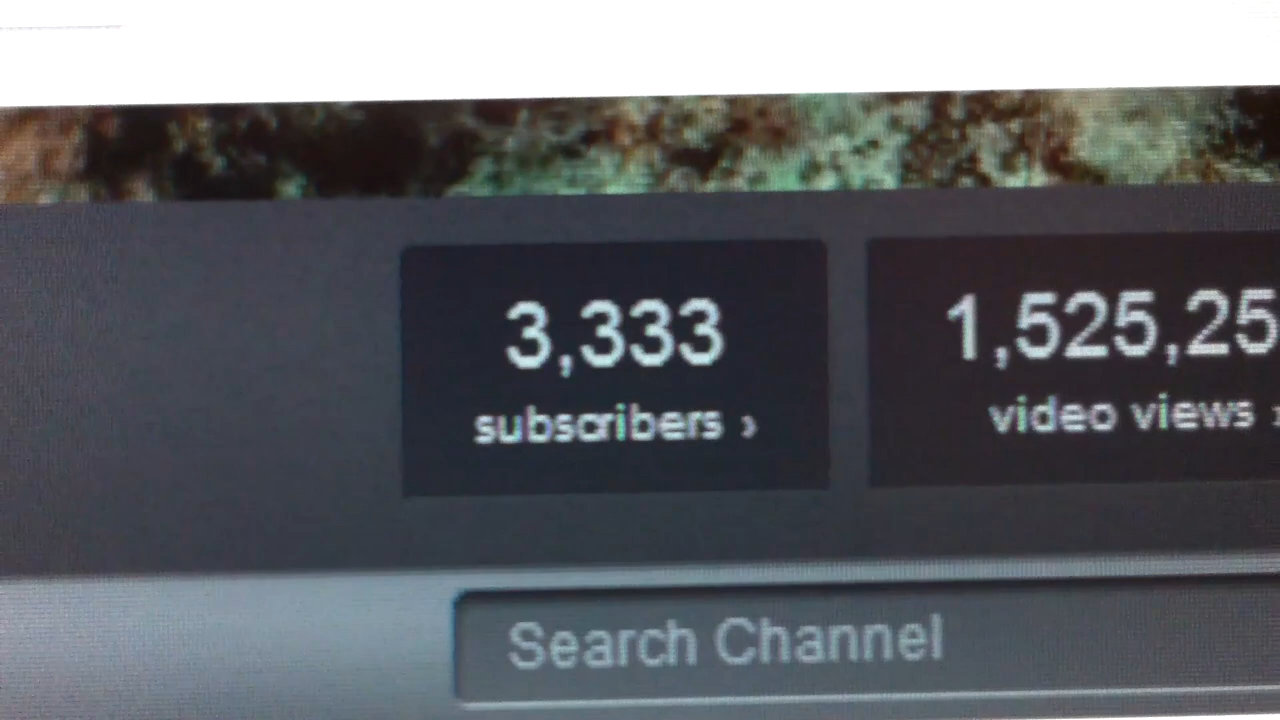 3,333
subscribers ›
1,525,25
video views ›
Search Channel